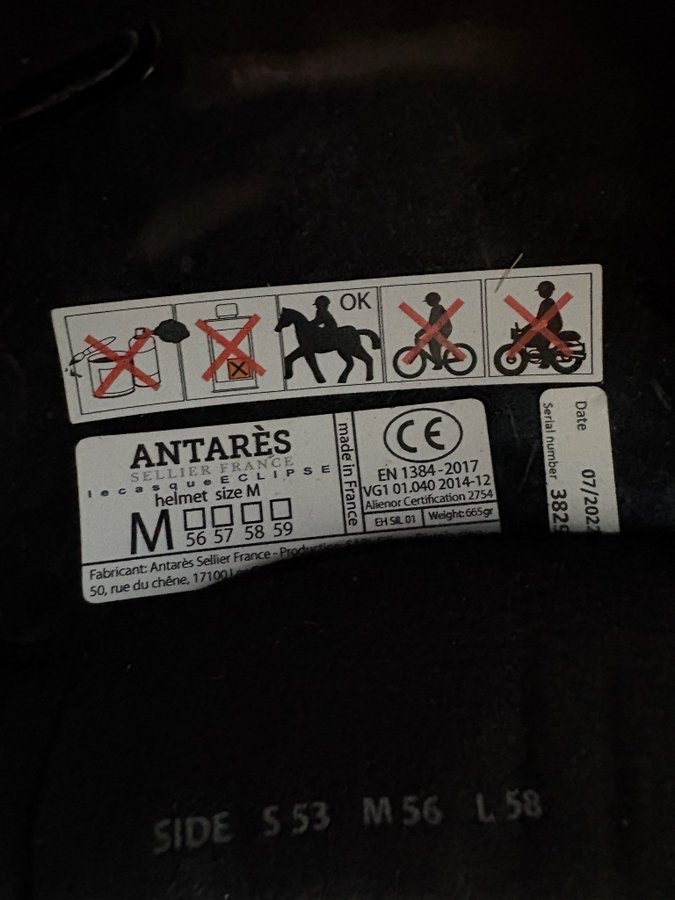 OK
ANTARÈS
SELLIER FRANCE
lecasqueECLIPSE
helmet size M
M 56 57 58 59
Fabricant: Antarès Sellier France - Production
50, rue du chêne, 17100
made in France
CE
EN 1384-2017
VG1 01.040 2014-12
Alienor Certification 2754
EH SIL 01 Weight:665gr
Date 07/2022
Serial number 3829
SIDE S 53 M 56 L 58